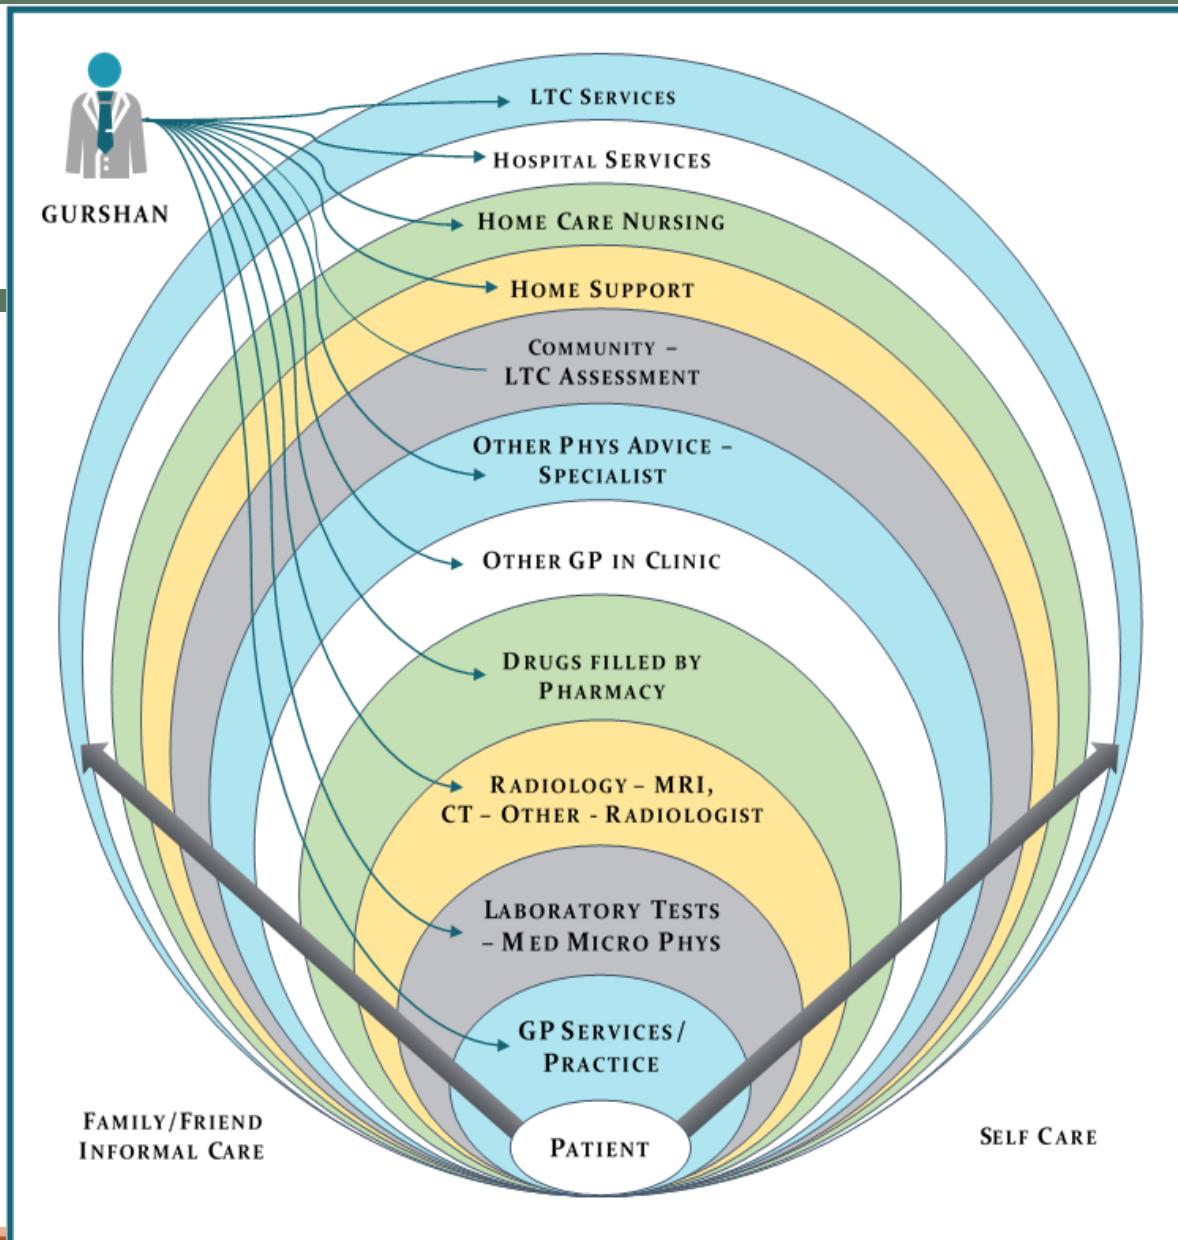 LTC SERVICES
HOSPITAL SERVICES
GURSHAN
HOME CARE NURSING
HOME SUPPORT
COMMUNITY –
LTC ASSESSMENT
OTHER PHYS ADVICE –
SPECIALIST
OTHER GP IN CLINIC
DRUGS FILLED BY
PHARMACY
RADIOLOGY – MRI,
CT – OTHER - RADIOLOGIST
LABORATORY TESTS
– MED MICRO PHYS
GP SERVICES/
PRACTICE
FAMILY/FRIEND
INFORMAL CARE
PATIENT
SELF CARE